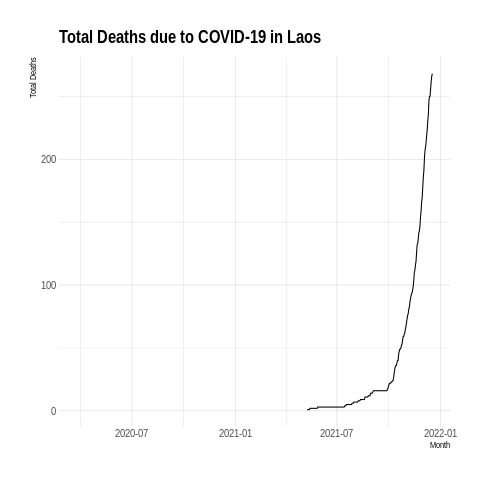 Total Deaths due to COVID-19 in Laos
Total Deaths
200
100
0
2020-07 2021-01 2021-07 2022-01
Month